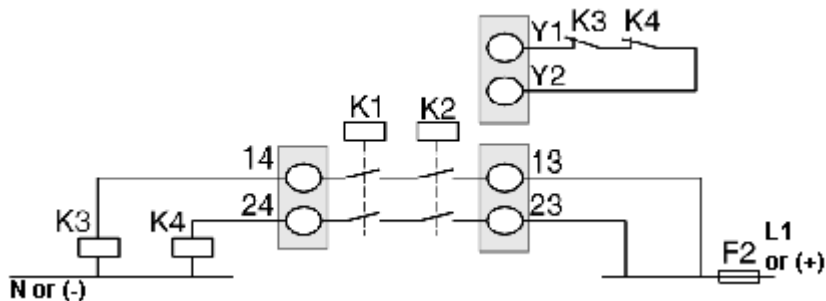 Y1 K3 K4
Y2
K1 K2
14 13
24 23
K3 K4
L1
F2 or (+)
N or (-)